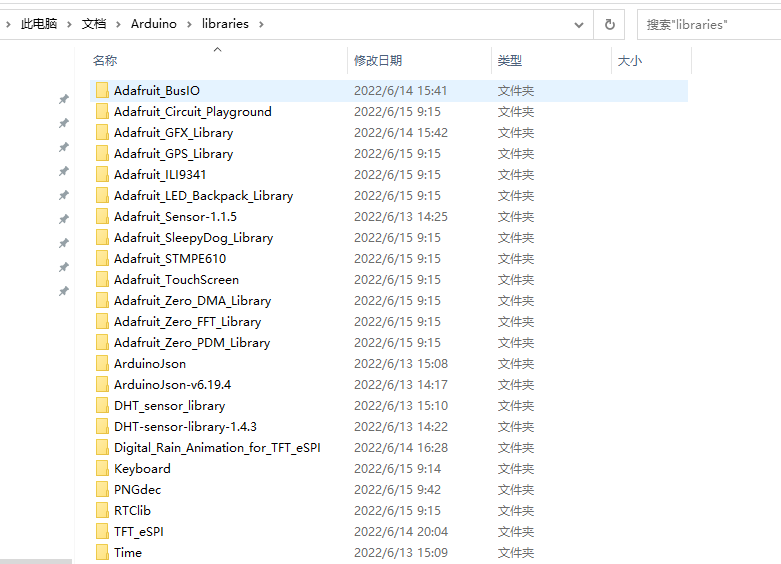 此电脑 文档 Arduino libraries 搜索"libraries"
名称 修改日期 类型 大小
Adafruit_BusIO 2022/6/14 15:41 文件夹
Adafruit_Circuit_Playground 2022/6/15 9:15 文件夹
Adafruit_GFX_Library 2022/6/14 15:42 文件夹
Adafruit_GPS_Library 2022/6/15 9:15 文件夹
Adafruit_ILI9341 2022/6/15 9:15 文件夹
Adafruit_LED_Backpack_Library 2022/6/15 9:15 文件夹
Adafruit_Sensor-1.1.5 2022/6/13 14:25 文件夹
Adafruit_SleepyDog_Library 2022/6/15 9:15 文件夹
Adafruit_STMPE610 2022/6/15 9:15 文件夹
Adafruit_TouchScreen 2022/6/15 9:15 文件夹
Adafruit_Zero_DMA_Library 2022/6/15 9:15 文件夹
Adafruit_Zero_FFT_Library 2022/6/15 9:15 文件夹
Adafruit_Zero_PDM_Library 2022/6/15 9:15 文件夹
ArduinoJson 2022/6/13 15:08 文件夹
ArduinoJson-v6.19.4 2022/6/13 14:17 文件夹
DHT_sensor_library 2022/6/13 15:10 文件夹
DHT-sensor-library-1.4.3 2022/6/13 14:22 文件夹
Digital_Rain_Animation_for_TFT_eSPI 2022/6/14 16:28 文件夹
Keyboard 2022/6/15 9:14 文件夹
PNGdec 2022/6/15 9:42 文件夹
RTClib 2022/6/15 9:15 文件夹
TFT_eSPI 2022/6/14 20:04 文件夹
Time 2022/6/13 15:09 文件夹